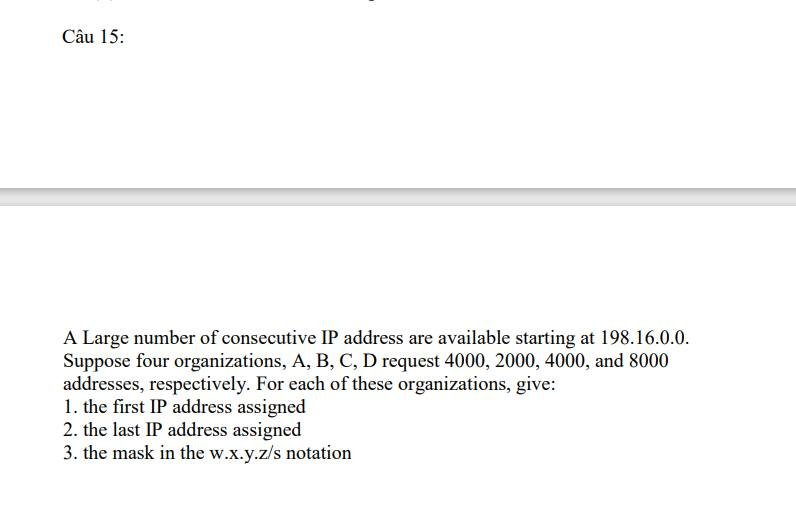 Câu 15:
A Large number of consecutive IP address are available starting at 198.16.0.0.
Suppose four organizations, A, B, C, D request 4000, 2000, 4000, and 8000
addresses, respectively. For each of these organizations, give:
1. the first IP address assigned
2. the last IP address assigned
3. the mask in the w.x.y.z/s notation